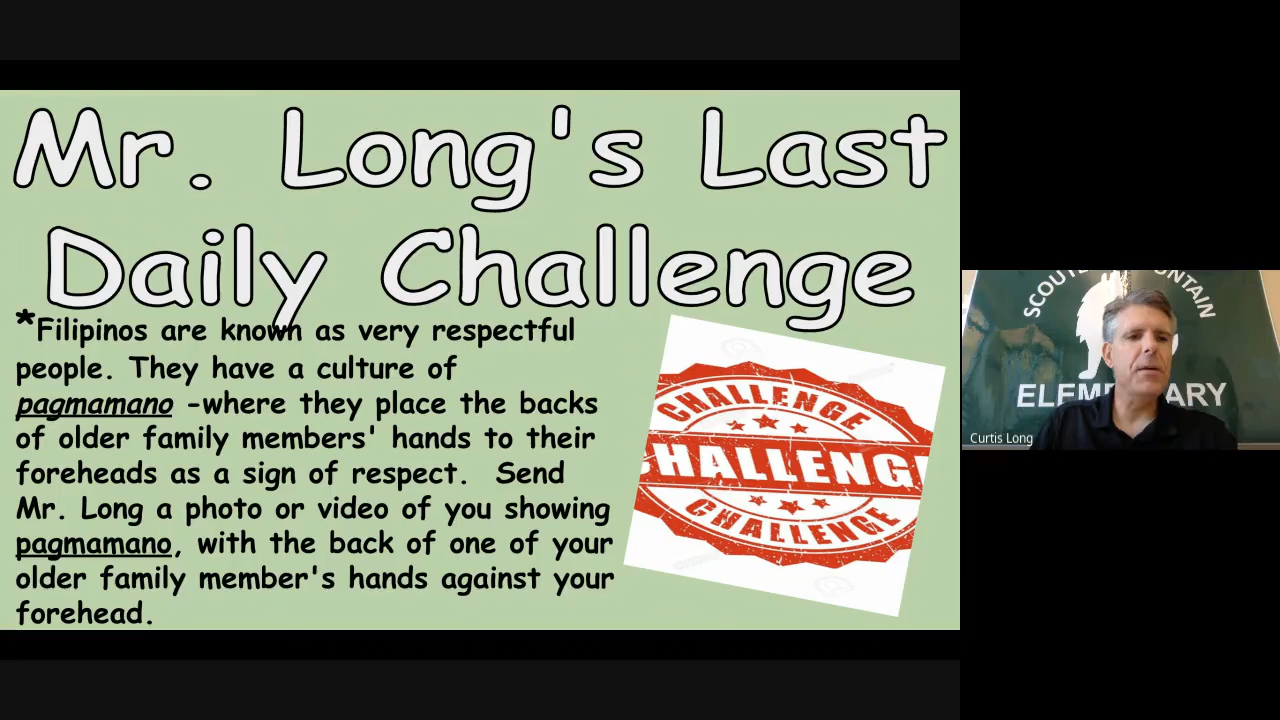 Mr. Long's Last
Daily Challenge
*Filipinos are known as very respectful
people. They have a culture of
pagmamano -where they place the backs
of older family members' hands to their
foreheads as a sign of respect.  Send
Mr. Long a photo or video of you showing
pagmamano, with the back of one of your
older family member's hands against your
forehead.
CHALLENGE
CHALLENGE
CHALLENGE
ELEMENTARY
Curtis Long